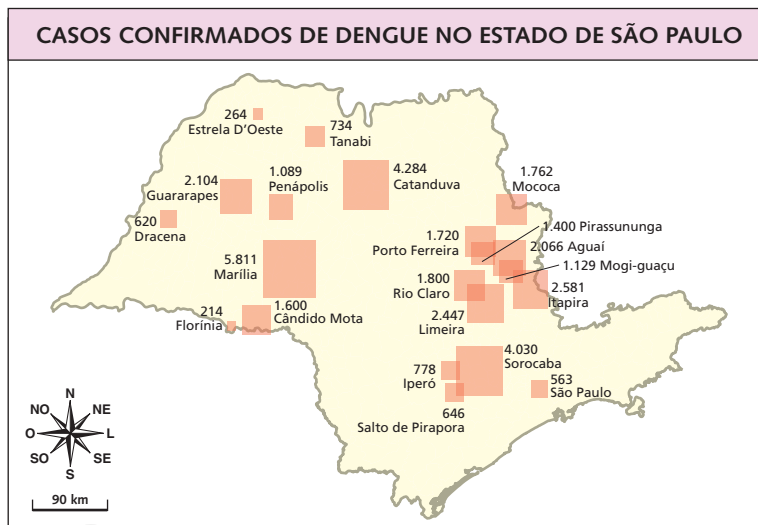 CASOS CONFIRMADOS DE DENGUE NO ESTADO DE SÃO PAULO
264
Estrela D'Oeste
734
Tanabi
4.284
Catanduva
1.089
Penápolis
2.104
Guararapes
1.762
Mococa
620
Dracena
1.400 Pirassununga
1.720
Porto Ferreira
2.066 Aguaí
1.129 Mogi-guaçu
5.811
Marília
1.800
Rio Claro
2.581
Itapira
214
Florínia
1.600
Cândido Mota
2.447
Limeira
4.030
Sorocaba
778
Iperó
563
São Paulo
646
Salto de Pirapora
N
NO
NE
O
L
SO
SE
S
90 km